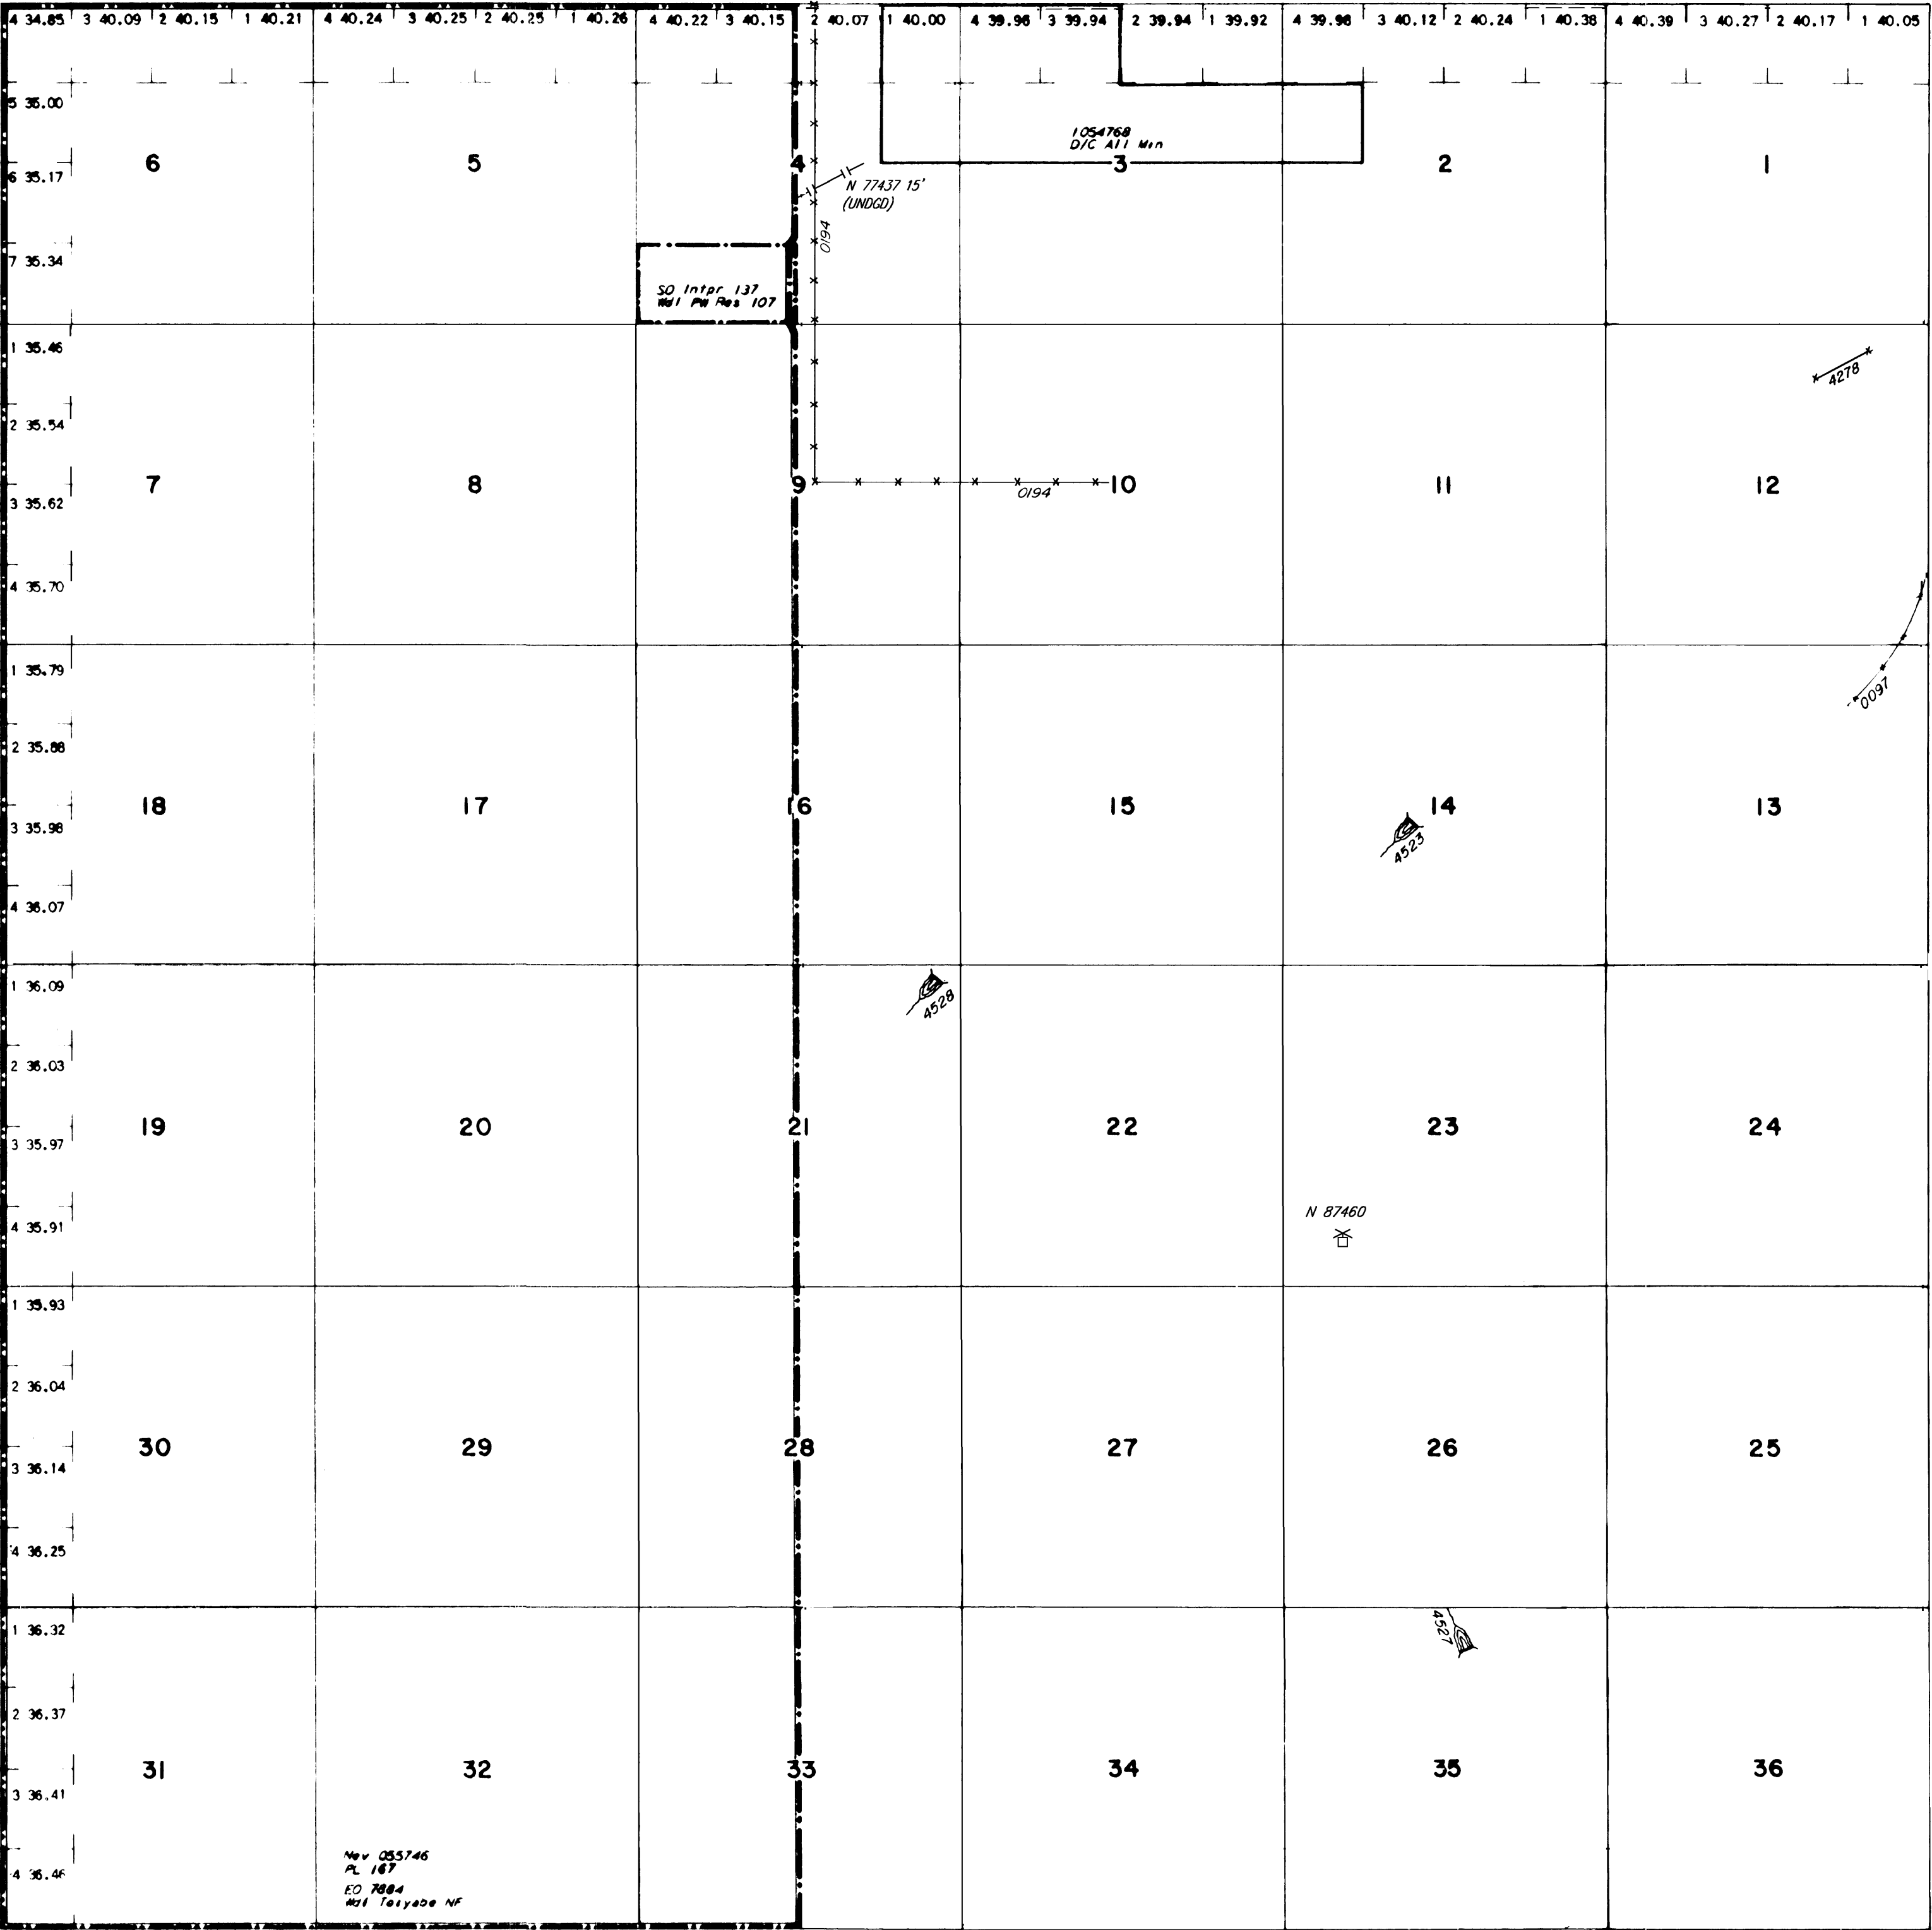 4 34.85 3 40.09 2 40.15 1 40.21 4 40.24 3 40.25 2 40.25 1 40.26 4 40.22 3 40.15 2 40.07 1 40.00 4 39.96 3 39.94 2 39.94 1 39.92 4 39.98 3 40.12 2 40.24 1 40.38 4 40.39 3 40.27 2 40.17 1 40.05
5 35.00
1054768
D/C All Min
6 5 4 3 2 1
6 35.17
N 77437 15'
(UNDGD)
0194
7 35.34
SO Intpr 137
Wdl PW Res 107
1 35.46
4278
2 35.54
7 8 9 10 11 12
0194
3 35.62
4 35.70
1 35.79
0097
2 35.88
18 17 16 15 14 13
3 35.98
4523
4 36.07
1 36.09
4528
2 36.03
19 20 21 22 23 24
3 35.97
N 87460
4 35.91
1 35.93
2 36.04
30 29 28 27 26 25
3 36.14
4 36.25
1 36.32
4527
2 36.37
31 32 33 34 35 36
3 36.41
4 36.46
Nev 055746
PL 167
EO 7884
Wdl Toiyabe NF